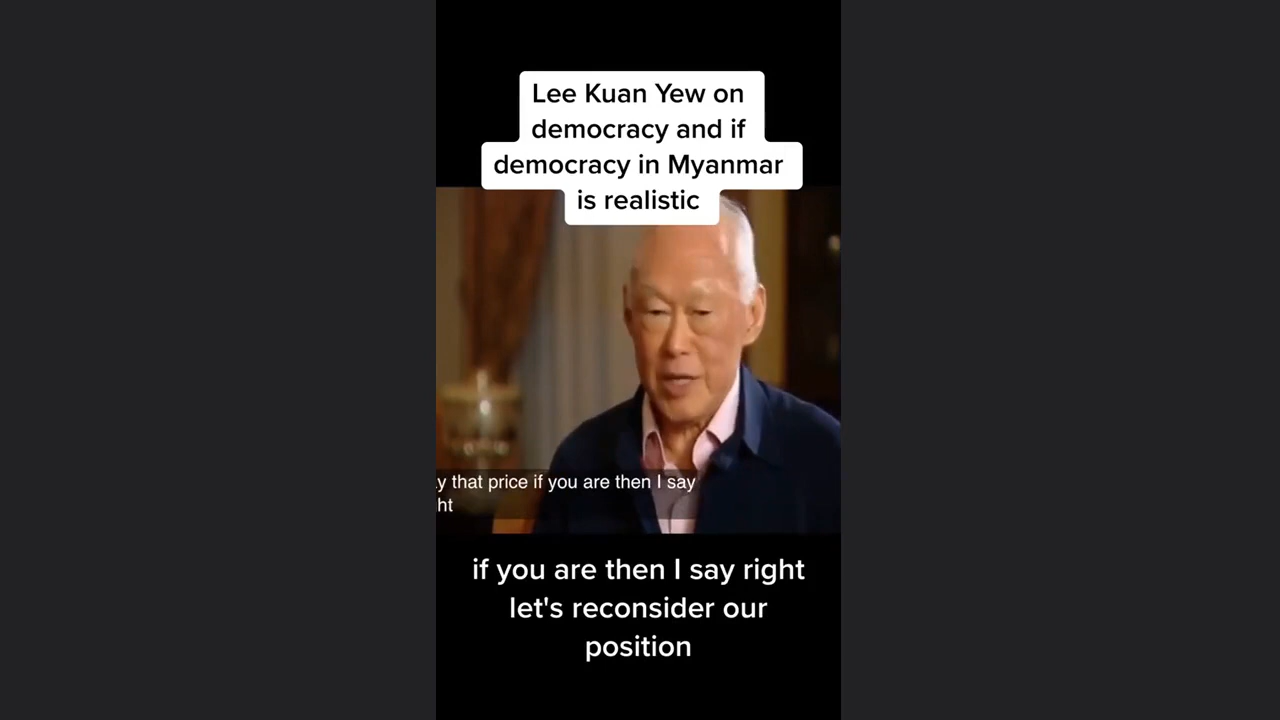 Lee Kuan Yew on
democracy and if
democracy in Myanmar
is realistic
that price if you are then I say
if you are then I say right
let's reconsider our
position